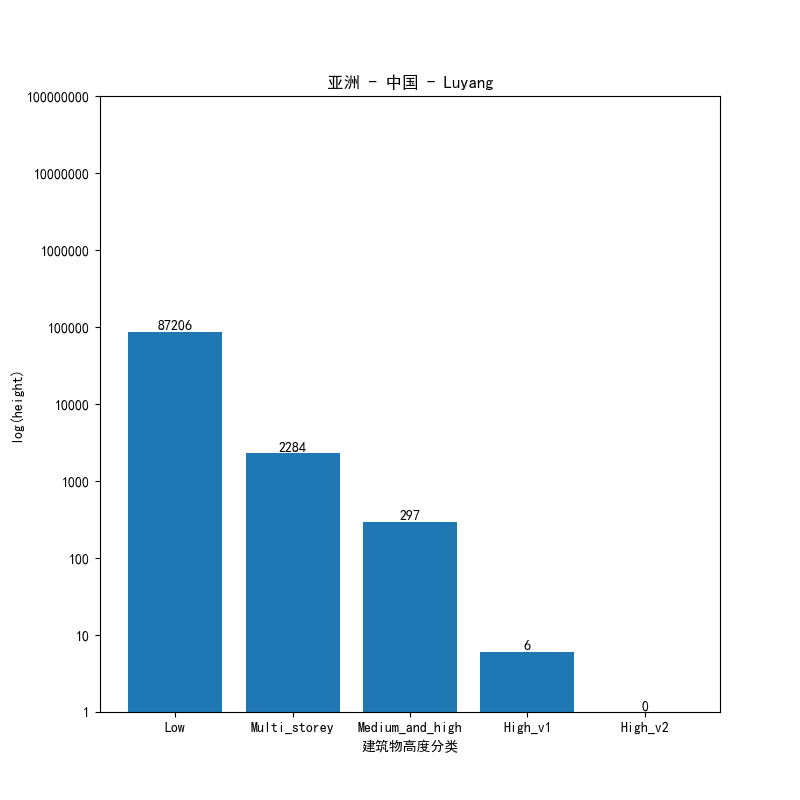 亚洲 - 中国 - Luyang
100000000
10000000
1000000
100000
10000
1000
100
10
1
log(height)
87206
2284
297
6
0
Low
Multi_storey
Medium_and_high
High_v1
High_v2
建筑物高度分类